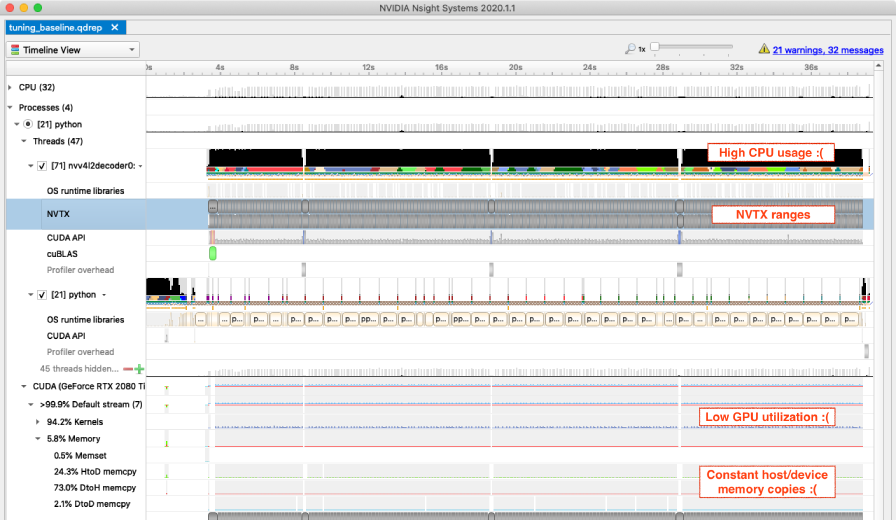 NVIDIA Nsight Systems 2020.1.1
tuning_baseline.qdrep ✕
Timeline View
1x
21 warnings, 32 messages
0s 4s 8s 12s 16s 20s 24s 28s 32s 36s
CPU (32)
Processes (4)
[21] python
Threads (47)
High CPU usage :(
[71] nvv4l2decoder0:
OS runtime libraries
NVTX
NVTX ranges
CUDA API
cuBLAS
Profiler overhead
[21] python
OS runtime libraries
... ... p... p... ... p... p... p... pp... p... p... pp... p... p... p... p... p... p... p... p... ... p... ... p... p... p... p... p... p...
CUDA API
Profiler overhead
45 threads hidden...
CUDA (GeForce RTX 2080 Ti
>99.9% Default stream (7)
Low GPU utilization :(
94.2% Kernels
5.8% Memory
0.5% Memset
24.3% HtoD memcpy
Constant host/device
73.0% DtoH memcpy
memory copies :(
2.1% DtoD memcpy